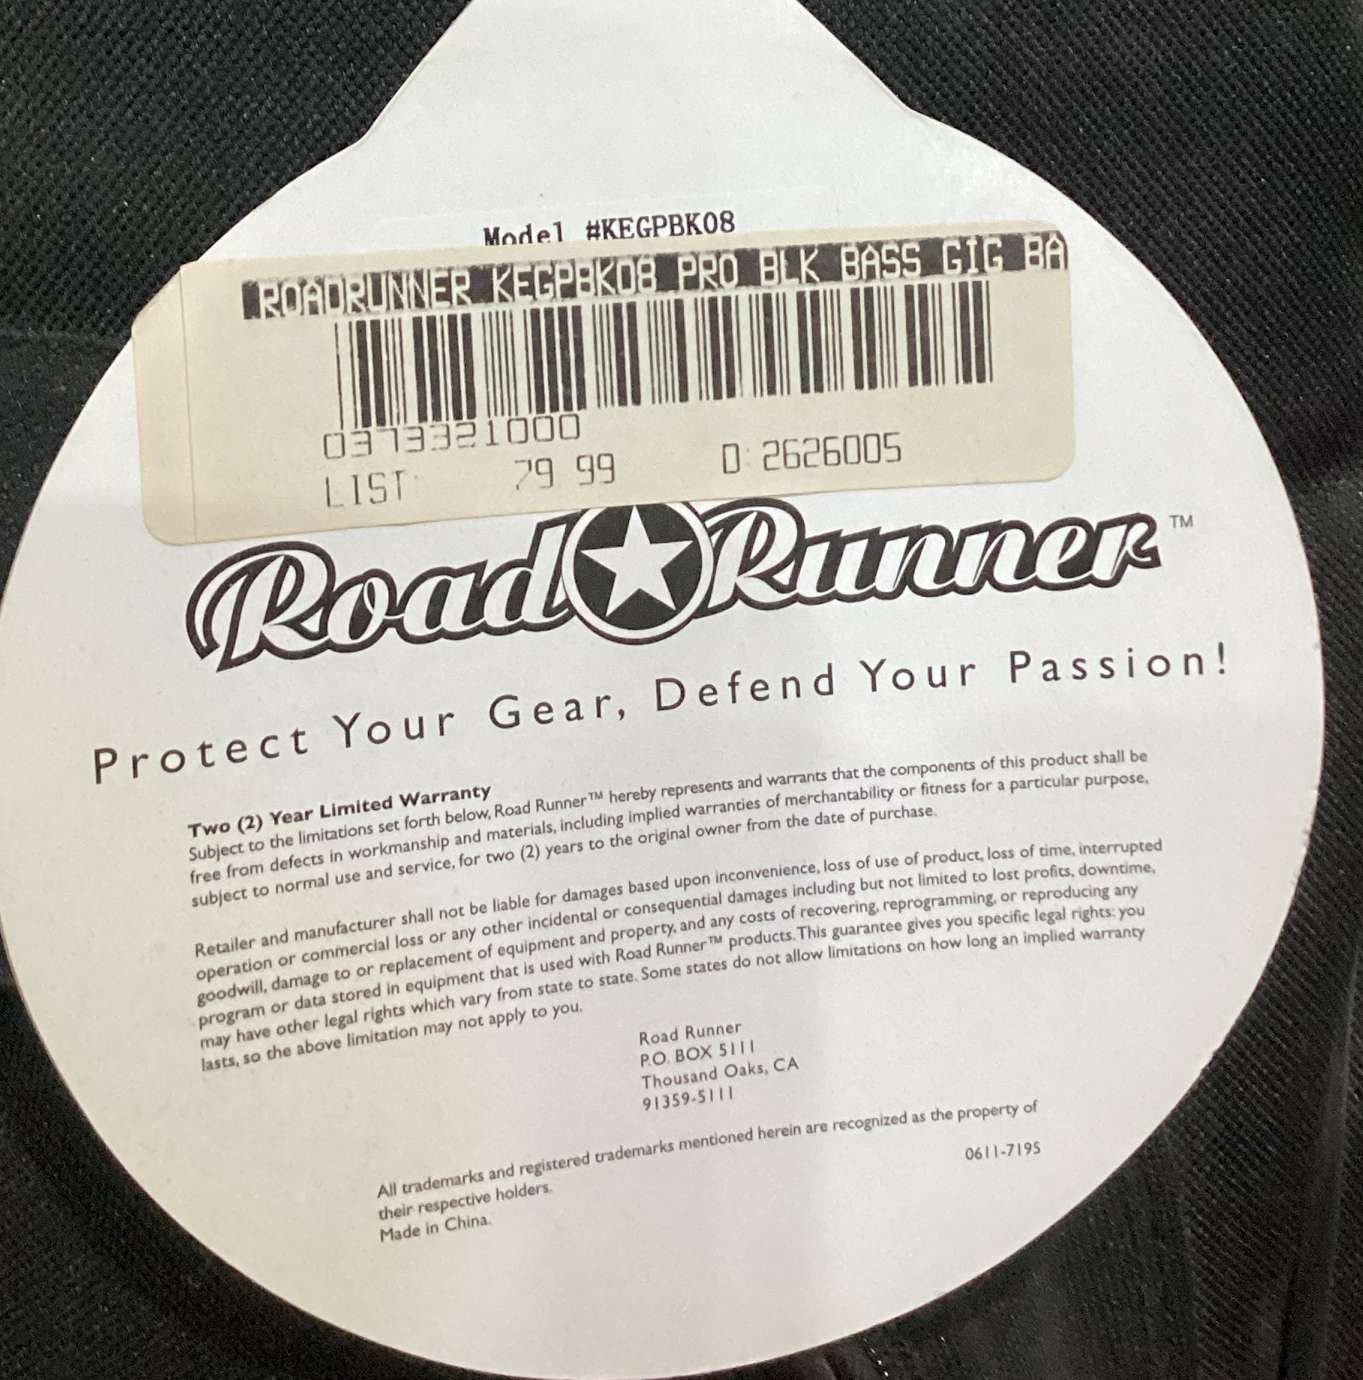 Model #KEGPBK08
ROADRUNNER KEGPBK08 PRO BLK BASS GIG BA
0373321000
LIST: 79.99 D:2626005
Road Runner™
Protect Your Gear, Defend Your Passion!
Two (2) Year Limited Warranty
Subject to the limitations set forth below, Road Runner™ hereby represents and warrants that the components of this product shall be
free from defects in workmanship and materials, including implied warranties of merchantability or fitness for a particular purpose,
subject to normal use and service, for two (2) years to the original owner from the date of purchase.
Retailer and manufacturer shall not be liable for damages based upon inconvenience, loss of use of product, loss of time, interrupted
operation or commercial loss or any other incidental or consequential damages including but not limited to lost profits, downtime,
goodwill, damage to or replacement of equipment and property, and any costs of recovering, reprogramming, or reproducing any
program or data stored in equipment that is used with Road Runner™ products. This guarantee gives you specific legal rights: you
may have other legal rights which vary from state to state. Some states do not allow limitations on how long an implied warranty
lasts, so the above limitation may not apply to you.
Road Runner
P.O. BOX 5111
Thousand Oaks, CA
91359-5111
All trademarks and registered trademarks mentioned herein are recognized as the property of
their respective holders.
Made in China.
0611-7195